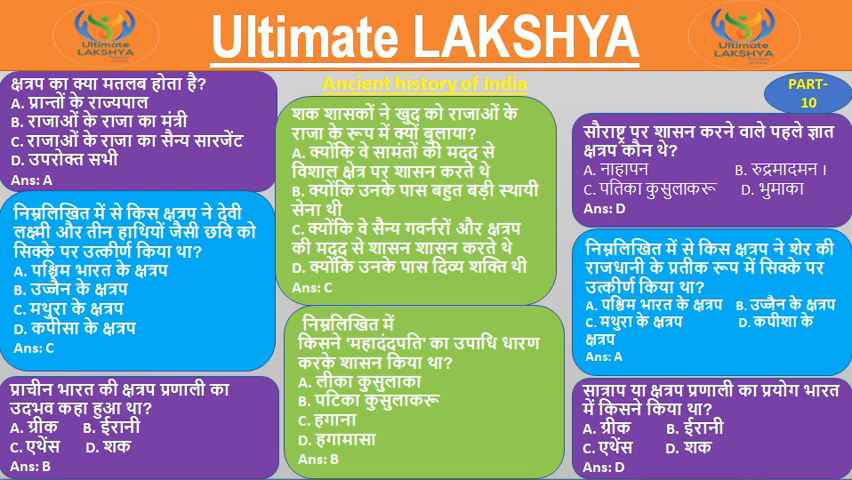 Ultimate
LAKSHYA
Ultimate LAKSHYA
Ultimate
LAKSHYA
Ancient history of India
PART-
10
क्षत्रप का क्या मतलब होता है?
A. प्रान्तों के राज्यपाल
B. राजाओं के राजा का मंत्री
C. राजाओं के राजा का सैन्य सारजेंट
D. उपरोक्त सभी
Ans: A
निम्नलिखित में से किस क्षत्रप ने देवी
लक्ष्मी और तीन हाथियों जैसी छवि को
सिक्के पर उत्कीर्ण किया था?
A. पश्चिम भारत के क्षत्रप
B. उज्जैन के क्षत्रप
C. मथुरा के क्षत्रप
D. कपीसा के क्षत्रप
Ans: C
प्राचीन भारत की क्षत्रप प्रणाली का
उदभव कहा हुआ था?
A. ग्रीक B. ईरानी
C. एथेंस D. शक
Ans: B
शक शासकों ने खुद को राजाओं के
राजा के रूप में क्यों बुलाया?
A. क्योंकि वे सामंतों की मदद से
विशाल क्षेत्र पर शासन करते थे
B. क्योंकि उनके पास बहुत बड़ी स्थायी
सेना थी
C. क्योंकि वे सैन्य गवर्नरों और क्षत्रप
की मदद से शासन शासन करते थे
D. क्योंकि उनके पास दिव्य शक्ति थी
Ans: C
निम्नलिखित में
किसने 'महादंदपति' का उपाधि धारण
करके शासन किया था?
A. लीका कुसुलाका
B. पटिका कुसुलाकरू
C. हगाना
D. हगामासा
Ans: B
सौराष्ट्र पर शासन करने वाले पहले ज्ञात
क्षत्रप कौन थे?
A. नाहापन B. रुद्रमादमन ।
C. पतिका कुसुलाकरू D. भुमाका
Ans: D
निम्नलिखित में से किस क्षत्रप ने शेर की
राजधानी के प्रतीक रूप में सिक्के पर
उत्कीर्ण किया था?
A. पश्चिम भारत के क्षत्रप B. उज्जैन के क्षत्रप
C. मथुरा के क्षत्रप D. कपीशा के
क्षत्रप
Ans: A
सात्राप या क्षत्रप प्रणाली का प्रयोग भारत
में किसने किया था?
A. ग्रीक B. ईरानी
C. एथेंस D. शक
Ans: D